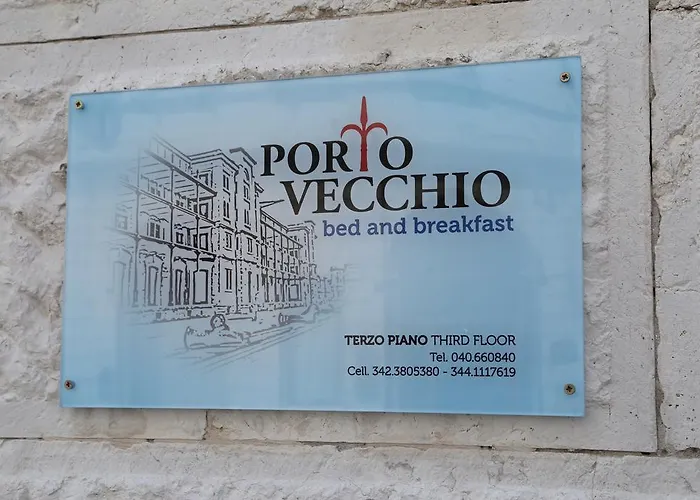 PORTO
VECCHIO
bed and breakfast
TERZO PIANO THIRD FLOOR
Tel. 040.660840
Cell. 342.3805380 - 344.1117619